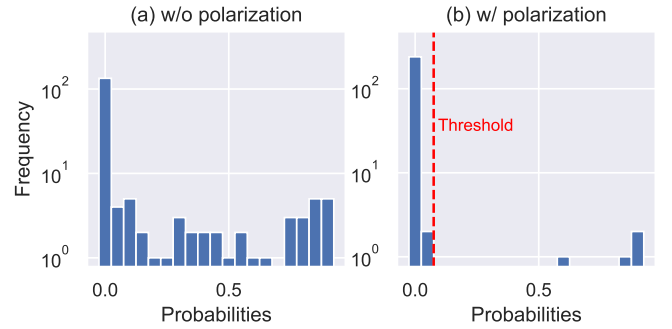 (a) w/o polarization
(b) w/ polarization
Frequency
10²
10¹
10⁰
0.0
0.5
Probabilities
10²
10¹
10⁰
Threshold
0.0
0.5
Probabilities